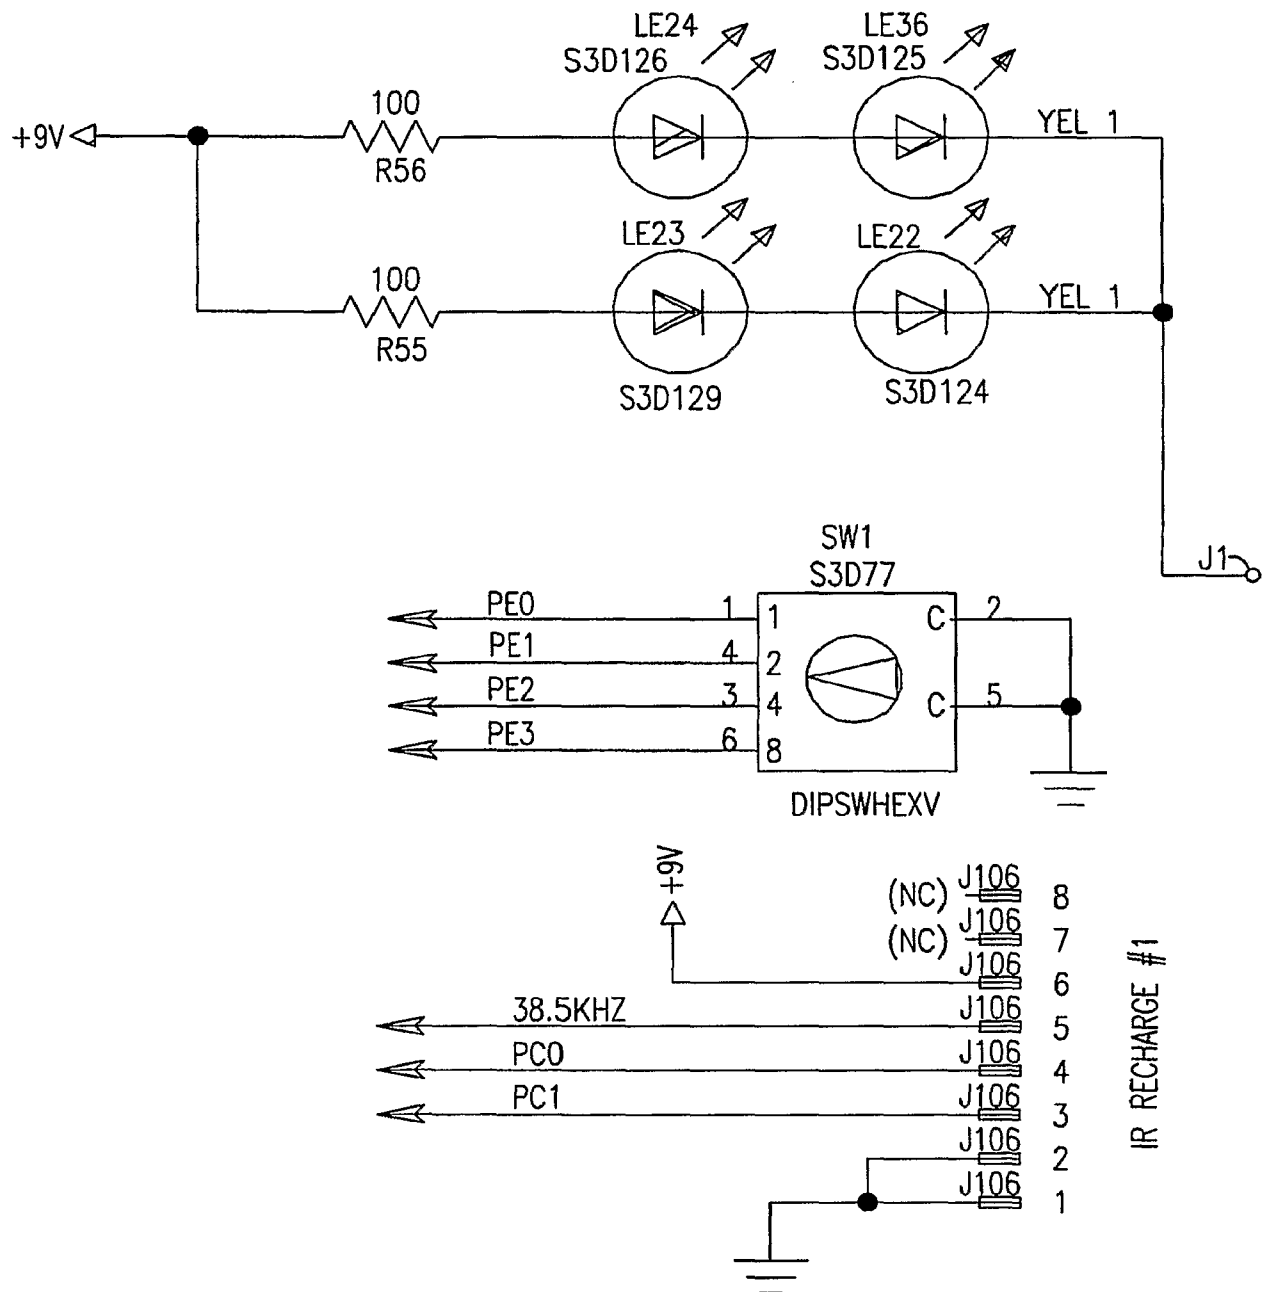 LE24
S3D126
LE36
S3D125
+9V
100
R56
YEL 1
LE23
LE22
100
R55
YEL 1
S3D129
S3D124
J1
SW1
S3D77
PE0 1 1 C 2
PE1 4 2
PE2 3 4 C 5
PE3 6 8
DIPSWHEXV
+9V
(NC) J106 8
(NC) J106 7
J106 6
38.5KHZ J106 5
PC0 J106 4
PC1 J106 3
J106 2
J106 1
IR RECHARGE #1